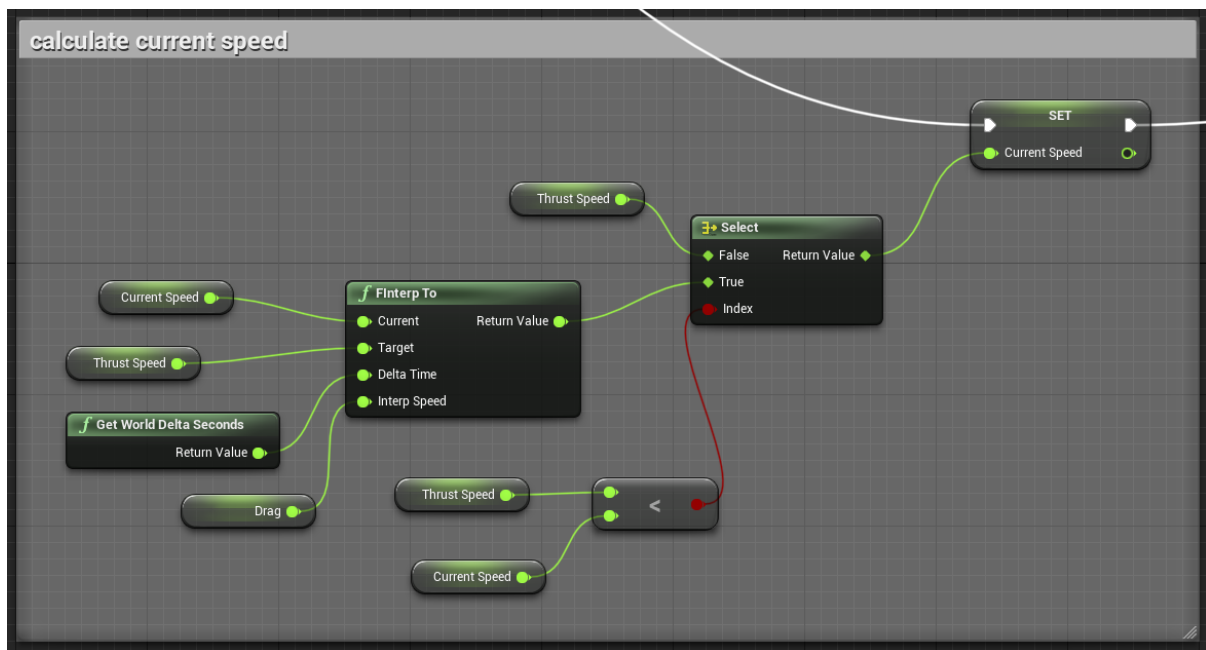 calculate current speed
SET
Current Speed
Thrust Speed
Select
False Return Value
True
Index
Current Speed
f FInterp To
Current Return Value
Target
Delta Time
Interp Speed
Thrust Speed
f Get World Delta Seconds
Return Value
Drag
Thrust Speed
<
Current Speed